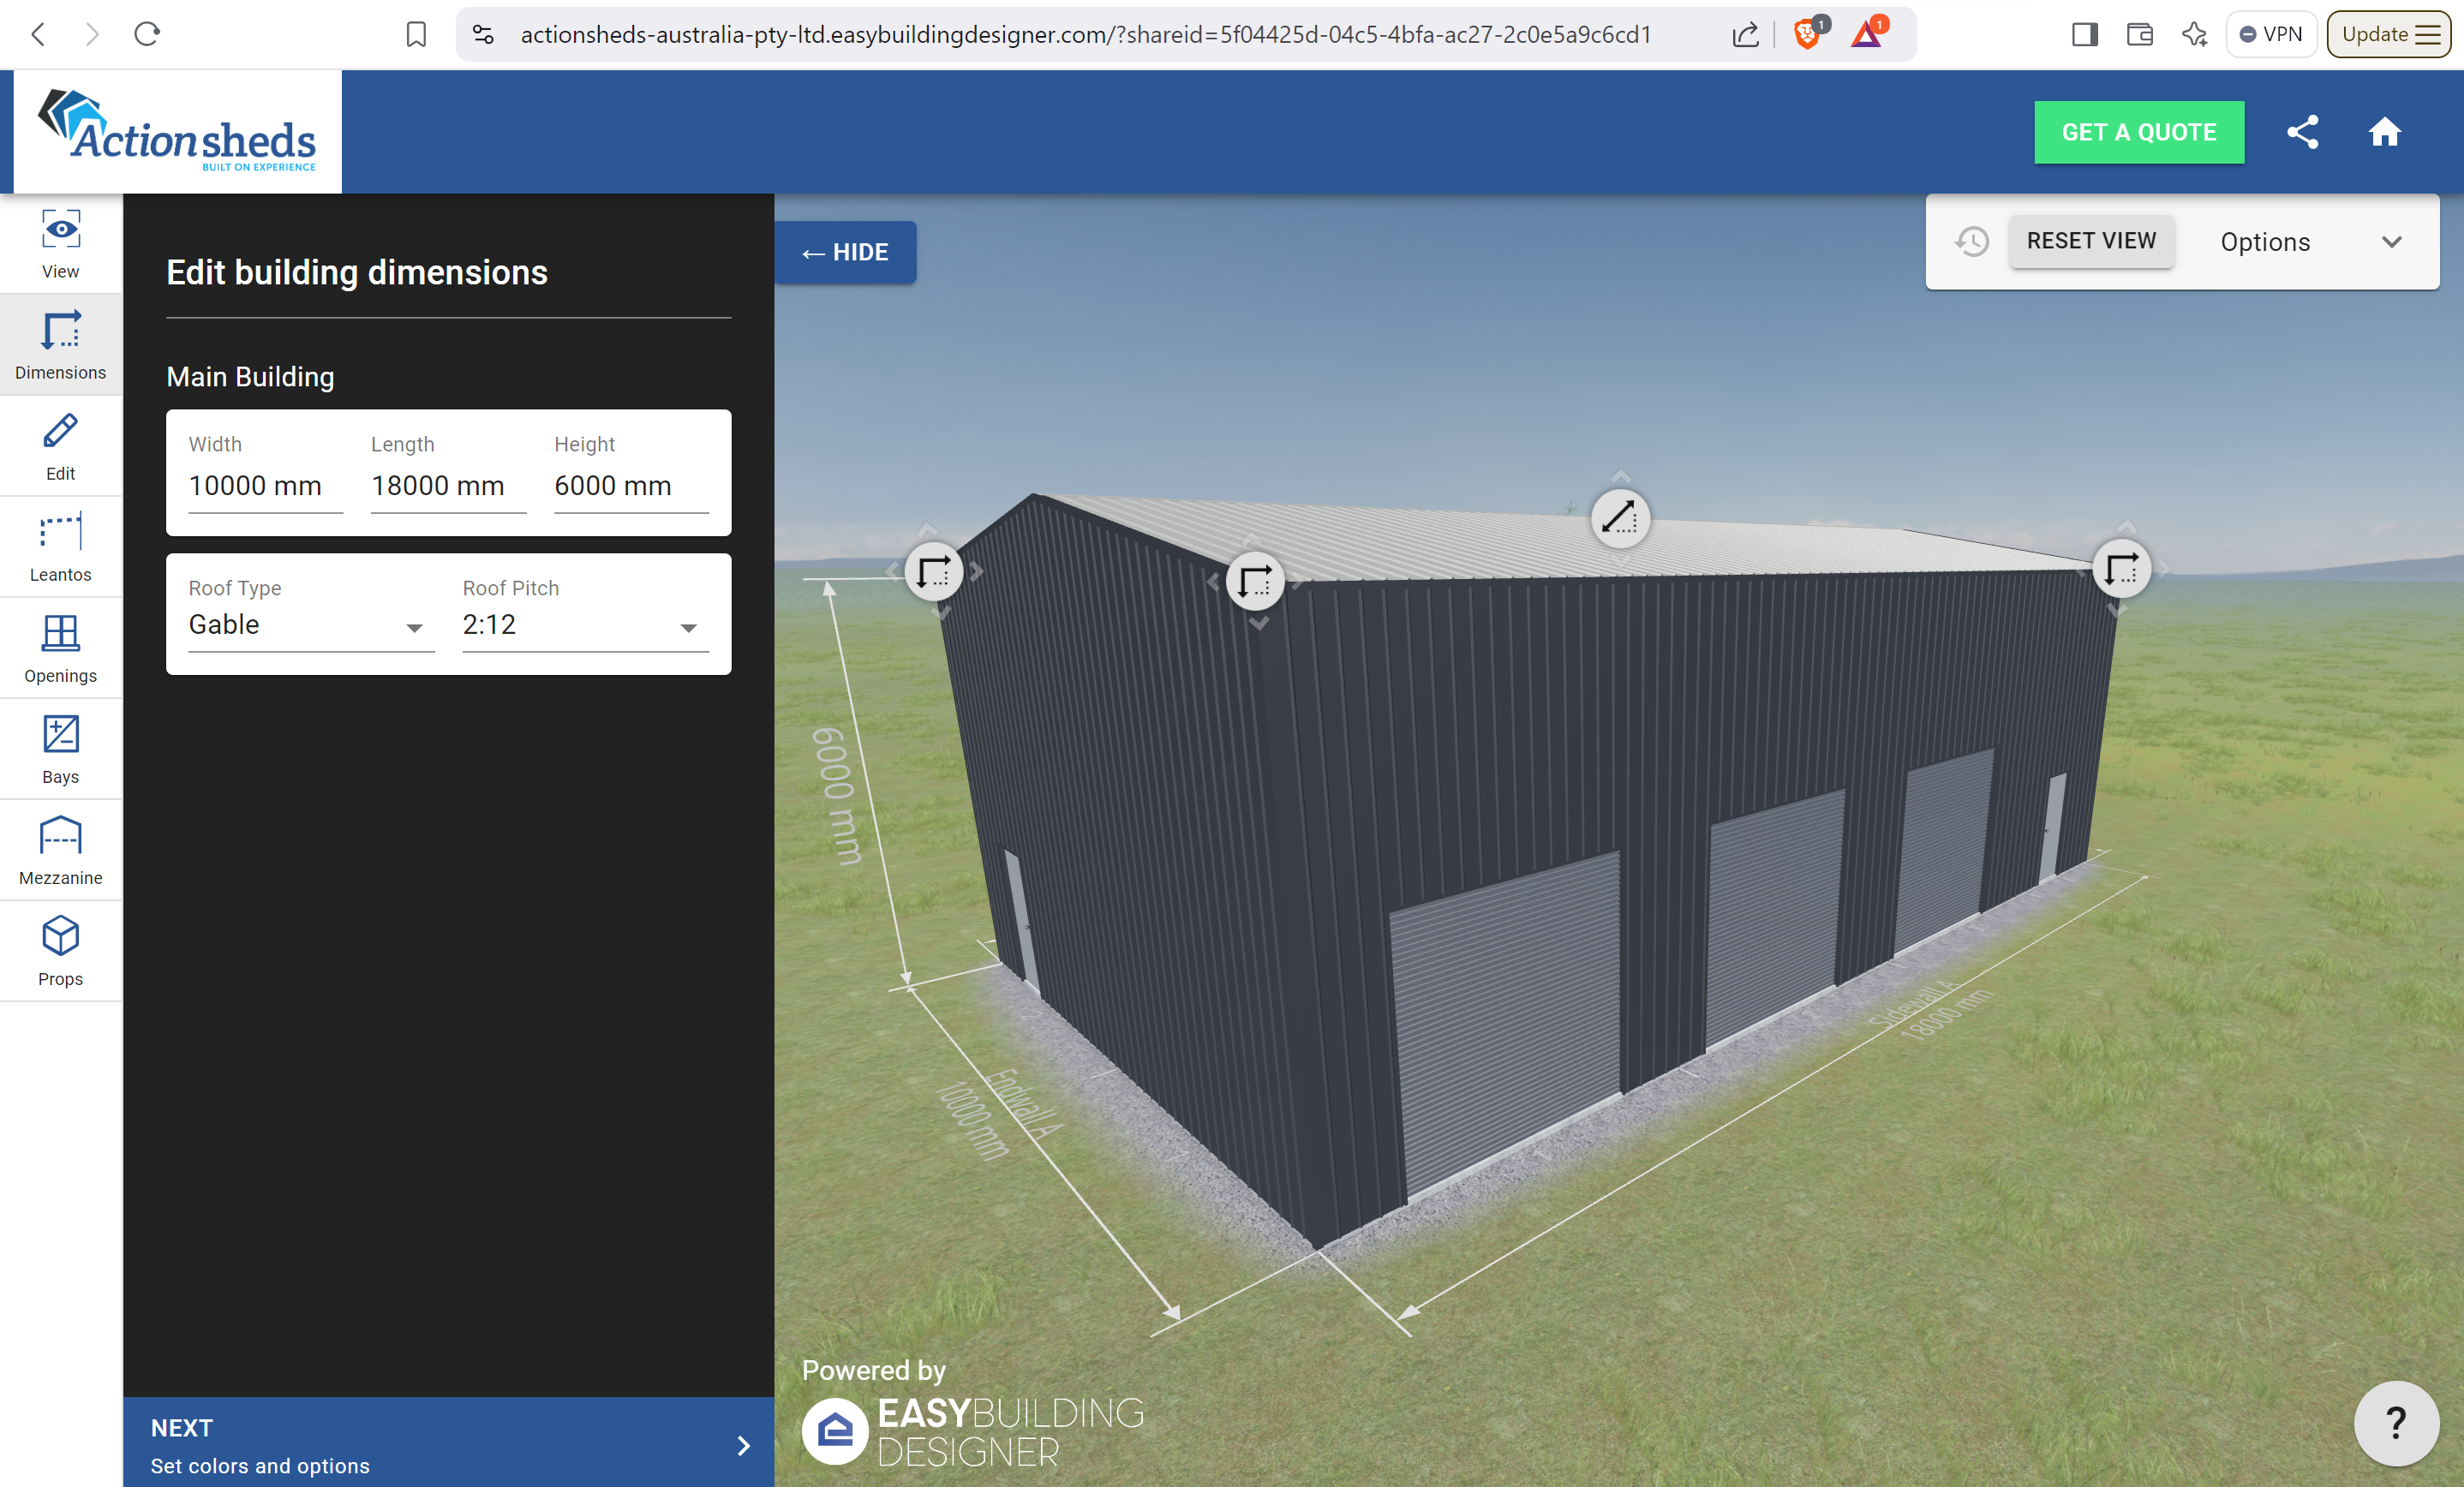 actionsheds-australia-pty-ltd.easybuildingdesigner.com/?shareid=5f04425d-04c5-4bfa-ac27-2c0e5a9c6cd1
1
1
VPN
Update
Actionsheds
BUILT ON EXPERIENCE
GET A QUOTE
View
Dimensions
Edit
Leantos
Openings
Bays
Mezzanine
Props
Edit building dimensions
Main Building
Width Length Height
10000 mm 18000 mm 6000 mm
Roof Type Roof Pitch
Gable 2:12
NEXT
Set colors and options
← HIDE
RESET VIEW
Options
6000 mm
Endwall A
10000 mm
Sidewall A
18000 mm
Powered by
EASYBUILDING
DESIGNER
?